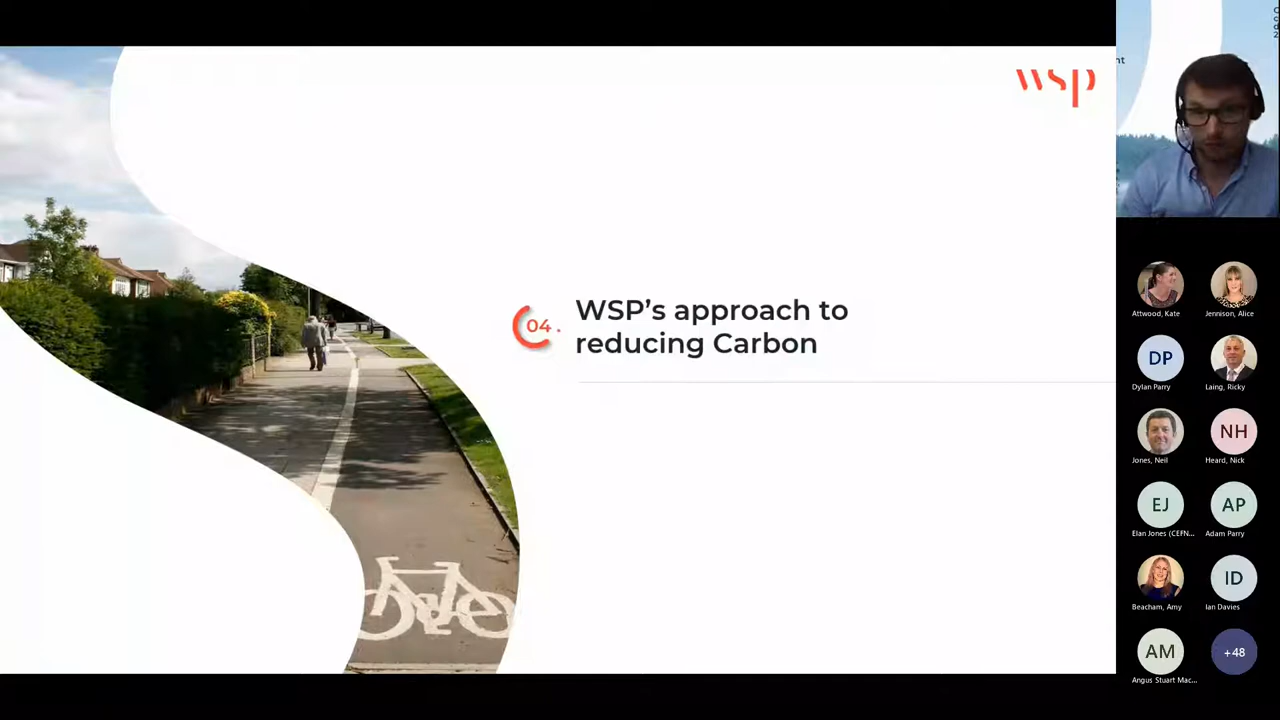 wsp
04.
WSP's approach to
reducing Carbon
nt
Attwood, Kate
Jennison, Alice
DP
Dylan Parry
Laing, Ricky
Jones, Neil
NH
Heard, Nick
EJ
Elan Jones (CEFN...
AP
Adam Parry
Beacham, Amy
ID
Ian Davies
AM
Angus Stuart Mac...
+48